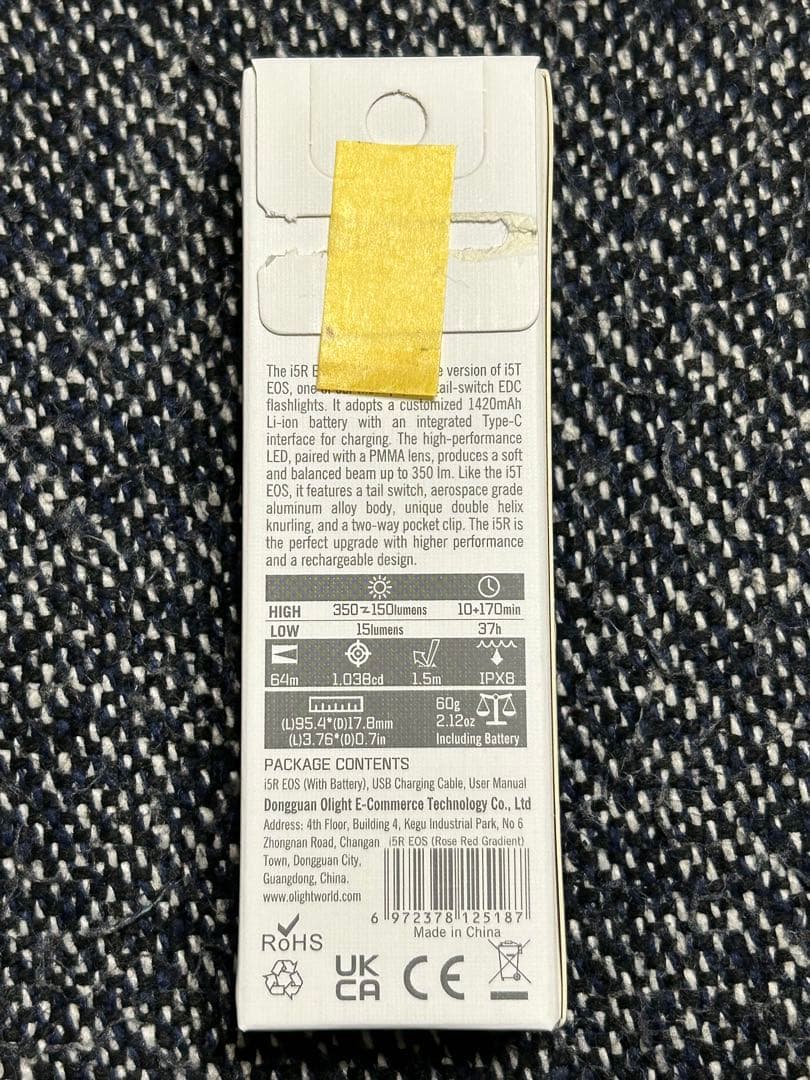 The i5R E version of i5T
EOS, one tail-switch EDC
flashlights. It adopts a customized 1420mAh
Li-ion battery with an integrated Type-C
interface for charging. The high-performance
LED, paired with a PMMA lens, produces a soft
and balanced beam up to 350 lm. Like the i5T
EOS, it features a tail switch, aerospace grade
aluminum alloy body, unique double helix
knurling, and a two-way pocket clip. The i5R is
the perfect upgrade with higher performance
and a rechargeable design.
HIGH 350~150lumens 10+170min
LOW 15lumens 37h
64m 1,038cd 1.5m IPX8
(L)95.4*(D)17.8mm
(L)3.76*(D)0.7in
60g
2.12oz
Including Battery
PACKAGE CONTENTS
i5R EOS (With Battery), USB Charging Cable, User Manual
Dongguan Olight E-Commerce Technology Co., Ltd
Address: 4th Floor, Building 4, Kegu Industrial Park, No 6
Zhongnan Road, Changan
Town, Dongguan City,
Guangdong, China.
www.olightworld.com
i5R EOS (Rose Red Gradient)
6 972378 125187
Made in China
RoHS
UK
CA
CE